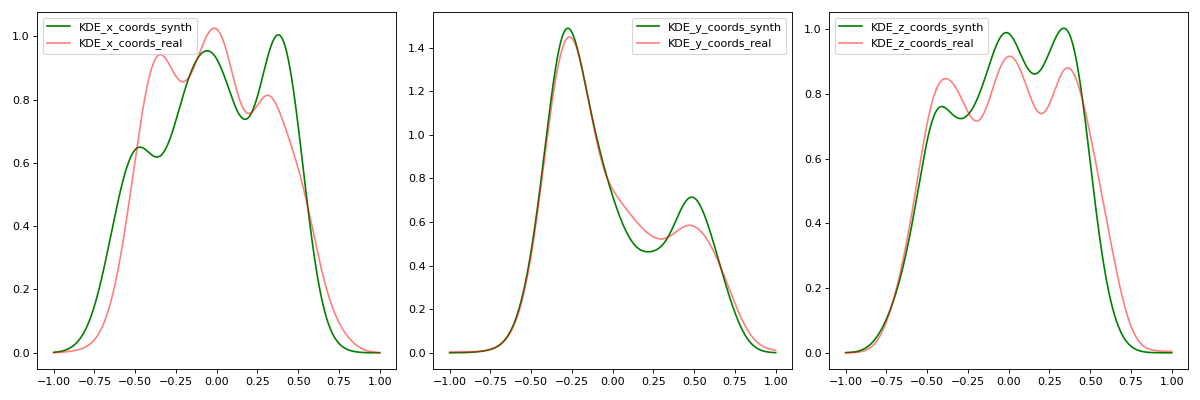 KDE_x_coords_synth
KDE_x_coords_real
1.0
0.8
0.6
0.4
0.2
0.0
−1.00 −0.75 −0.50 −0.25 0.00 0.25 0.50 0.75 1.00
KDE_y_coords_synth
KDE_y_coords_real
1.4
1.2
1.0
0.8
0.6
0.4
0.2
0.0
−1.00 −0.75 −0.50 −0.25 0.00 0.25 0.50 0.75 1.00
KDE_z_coords_synth
KDE_z_coords_real
1.0
0.8
0.6
0.4
0.2
0.0
−1.00 −0.75 −0.50 −0.25 0.00 0.25 0.50 0.75 1.00